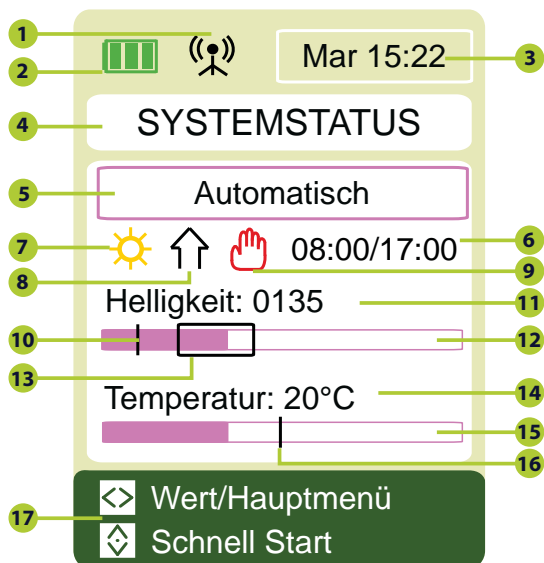 1
2
Mar 15:22
3
4
SYSTEMSTATUS
5
Automatisch
6
7
08:00/17:00
8
9
Helligkeit: 0135
11
10
12
13
Temperatur: 20°C
14
15
16
17
Wert/Hauptmenü
Schnell Start